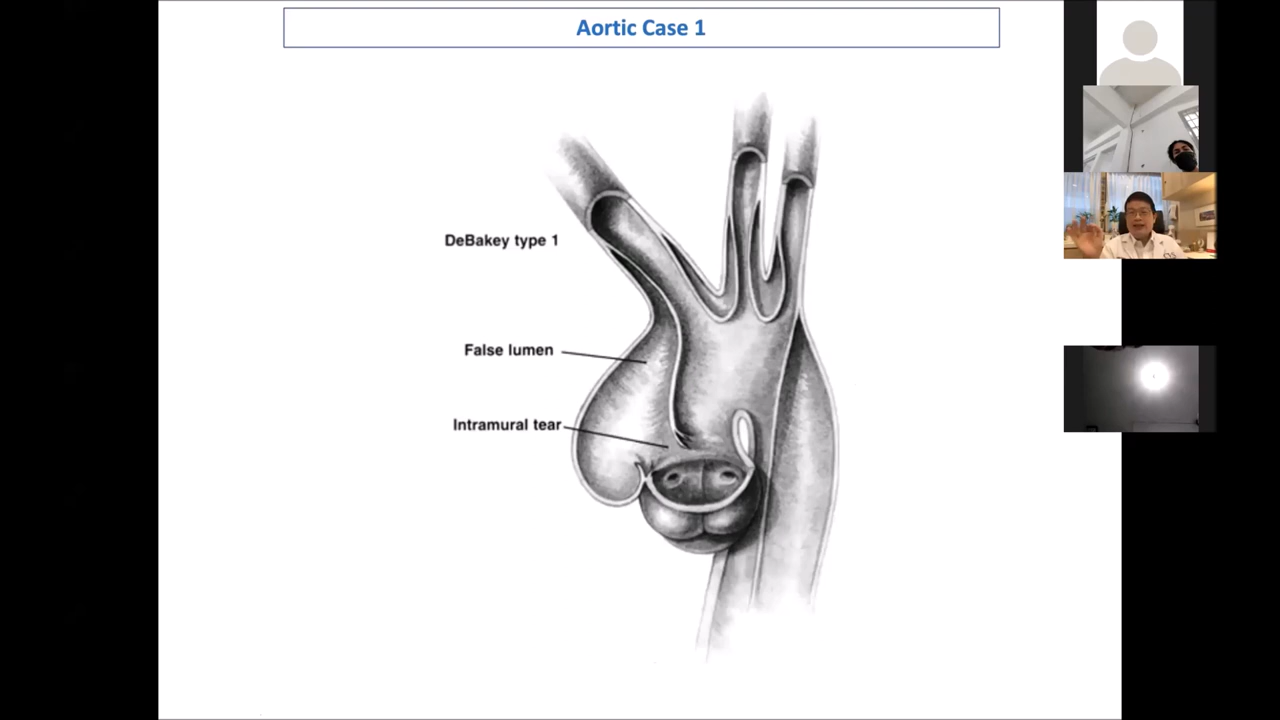 Aortic Case 1
DeBakey type 1
False lumen
Intramural tear